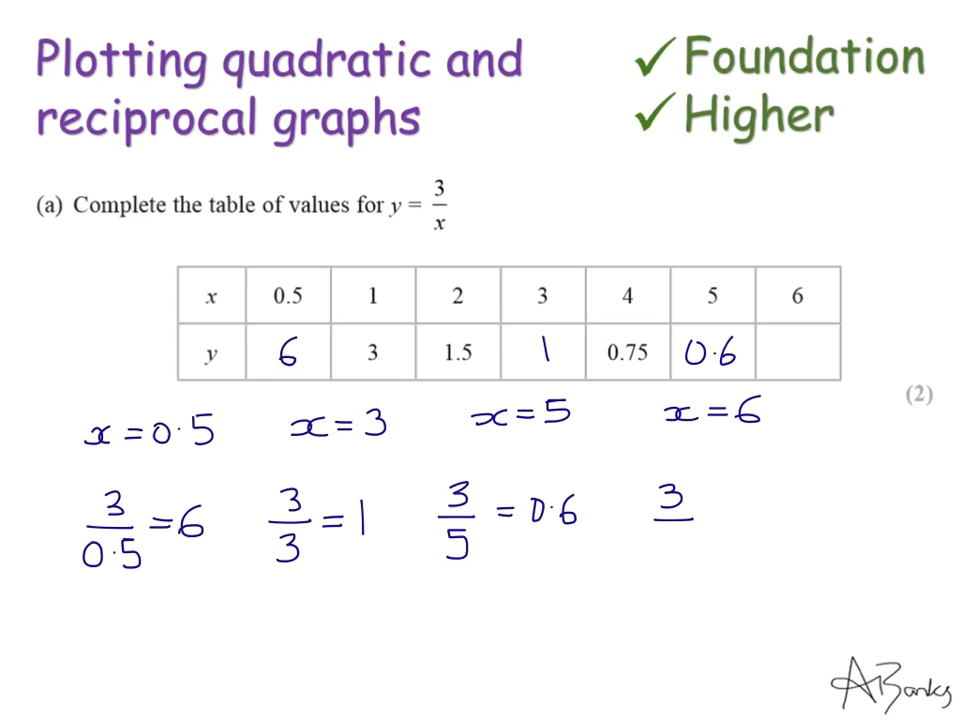 Plotting quadratic and
reciprocal graphs
✓ Foundation
✓ Higher
(a) Complete the table of values for y = 3/x
x 0.5 1 2 3 4 5 6
y 6 3 1.5 1 0.75 0.6
(2)
x = 0.5 x = 3 x = 5 x = 6
3/0.5 = 6 3/3 = 1 3/5 = 0.6 3/
A Banks